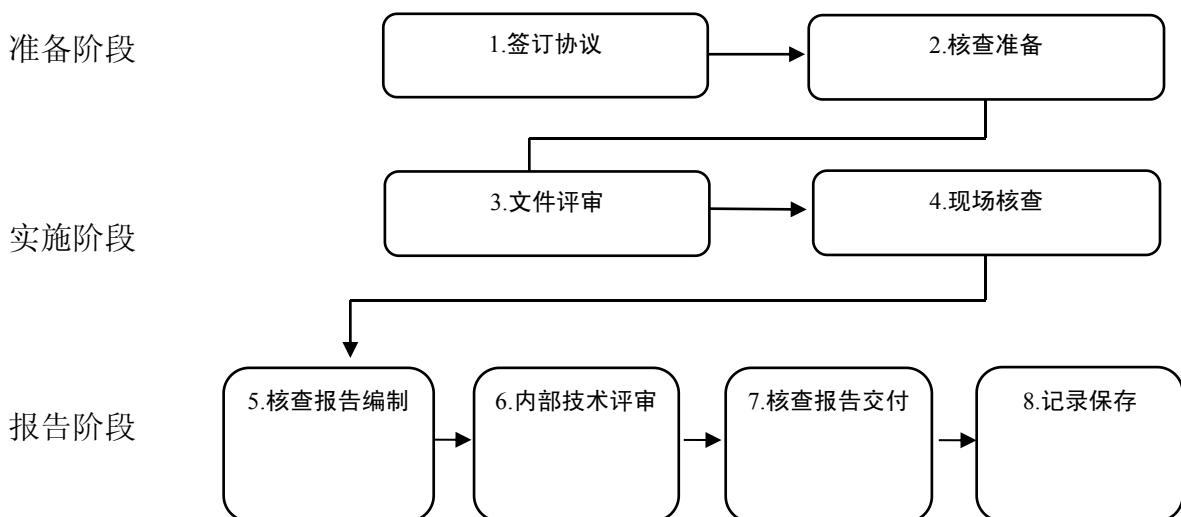 准备阶段
1.签订协议
2.核查准备
实施阶段
3.文件评审
4.现场核查
报告阶段
5.核查报告编制
6.内部技术评审
7.核查报告交付
8.记录保存